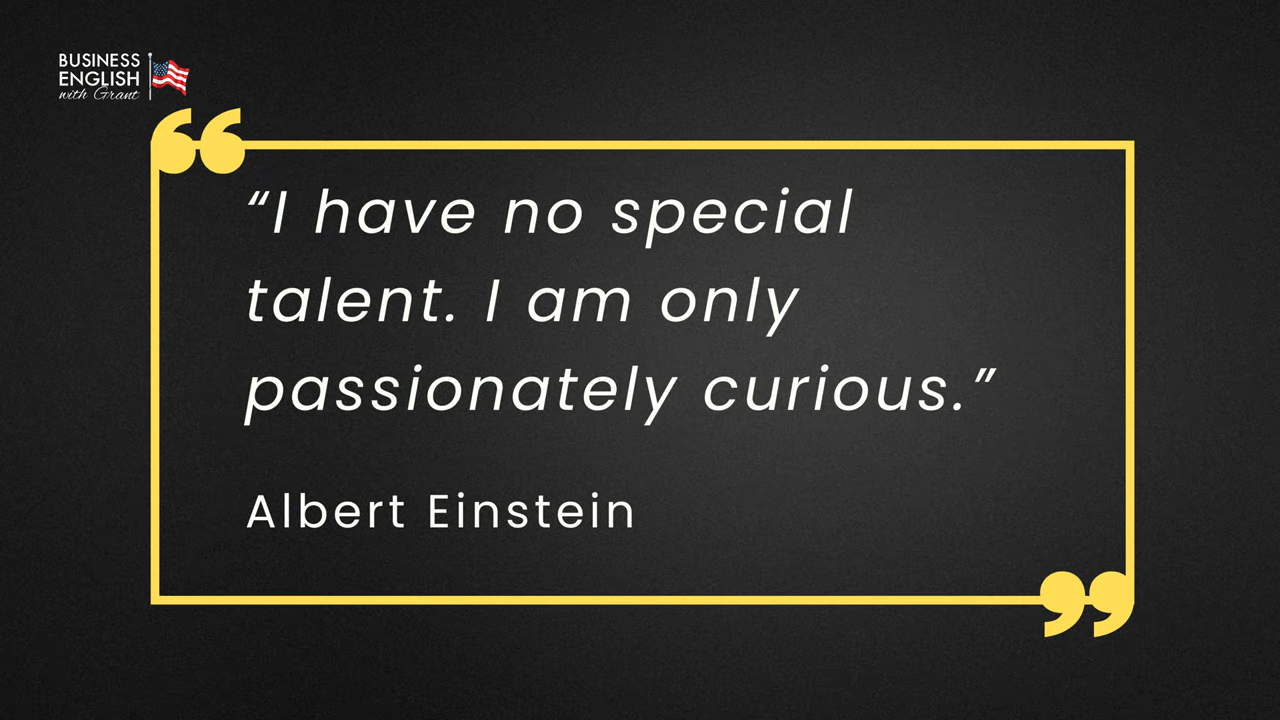 BUSINESS
ENGLISH
with Grant
“I have no special
talent. I am only
passionately curious.”
Albert Einstein